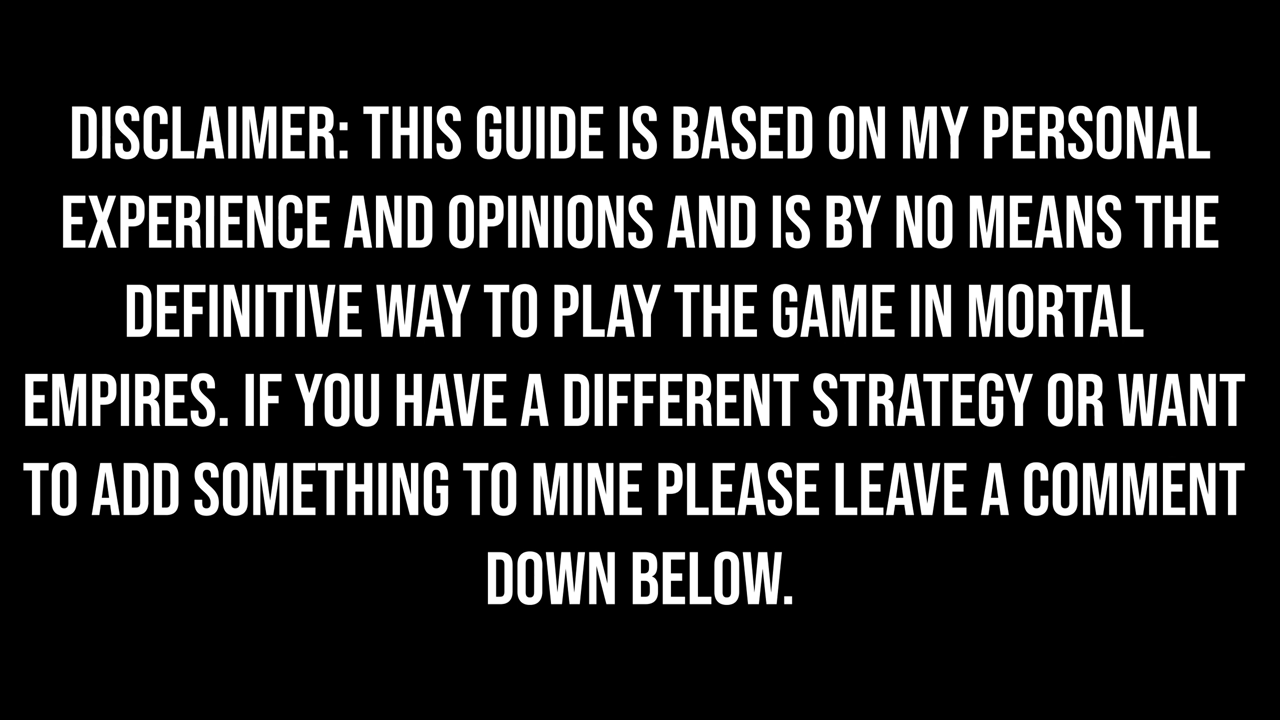 DISCLAIMER: THIS GUIDE IS BASED ON MY PERSONAL
EXPERIENCE AND OPINIONS AND IS BY NO MEANS THE
DEFINITIVE WAY TO PLAY THE GAME IN MORTAL
EMPIRES. IF YOU HAVE A DIFFERENT STRATEGY OR WANT
TO ADD SOMETHING TO MINE PLEASE LEAVE A COMMENT
DOWN BELOW.